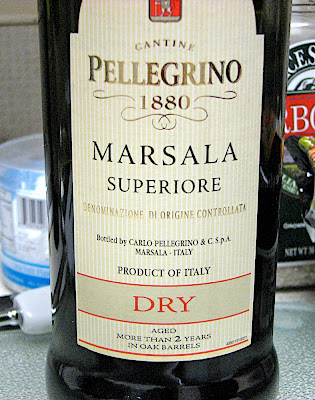 CANTINE
PELLEGRINO
1880
MARSALA
SUPERIORE
DENOMINAZIONE DI ORIGINE CONTROLLATA
Bottled by CARLO PELLEGRINO & C. S.p.A.
MARSALA - ITALY
PRODUCT OF ITALY
DRY
AGED
MORE THAN 2 YEARS
IN OAK BARRELS